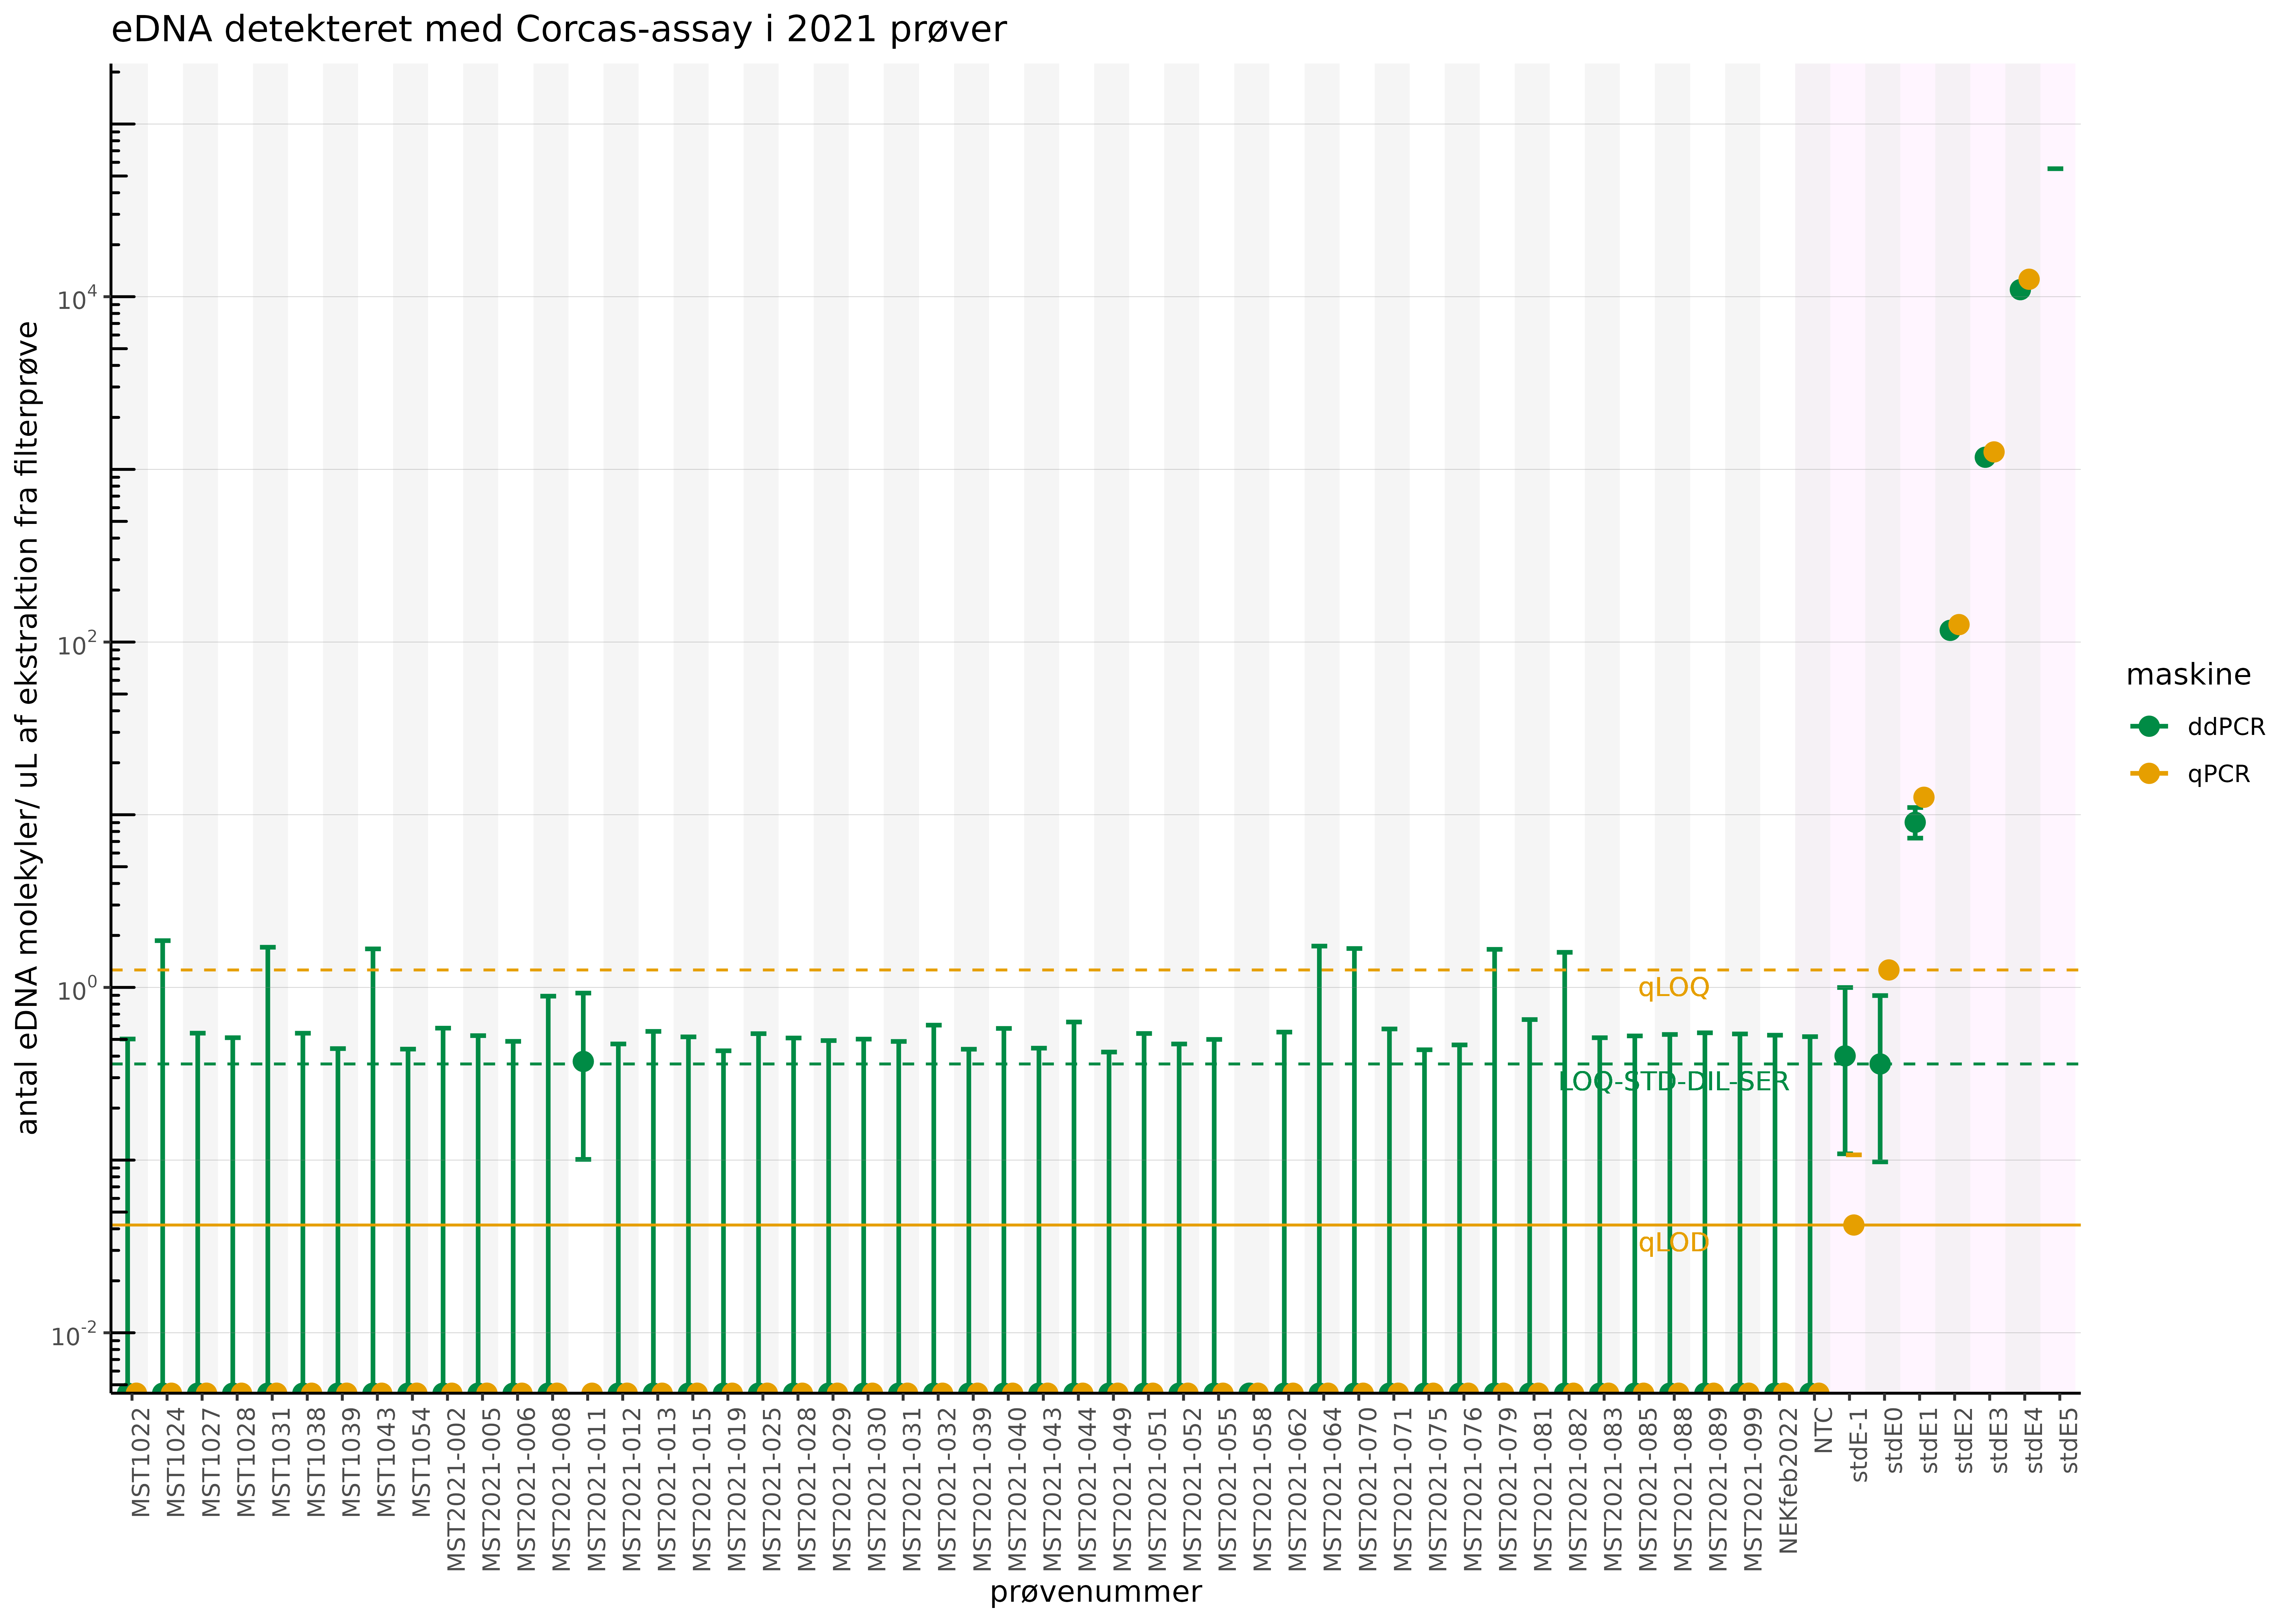 eDNA detekteret med Corcas-assay i 2021 prøver
antal eDNA molekyler/ uL af ekstraktion fra filterprøve
10^4
10^2
10^0
10^-2
qLOQ
LOQ-STD-DIL-SER
qLOD
maskine
ddPCR
qPCR
MST1022
MST1024
MST1027
MST1028
MST1031
MST1038
MST1039
MST1043
MST1054
MST2021-002
MST2021-005
MST2021-006
MST2021-008
MST2021-011
MST2021-012
MST2021-013
MST2021-015
MST2021-019
MST2021-025
MST2021-028
MST2021-029
MST2021-030
MST2021-031
MST2021-032
MST2021-039
MST2021-040
MST2021-043
MST2021-044
MST2021-049
MST2021-051
MST2021-052
MST2021-055
MST2021-058
MST2021-062
MST2021-064
MST2021-070
MST2021-071
MST2021-075
MST2021-076
MST2021-079
MST2021-081
MST2021-082
MST2021-083
MST2021-085
MST2021-088
MST2021-089
MST2021-099
NEKfeb2022
NTC
stdE-1
stdE0
stdE1
stdE2
stdE3
stdE4
stdE5
prøvenummer